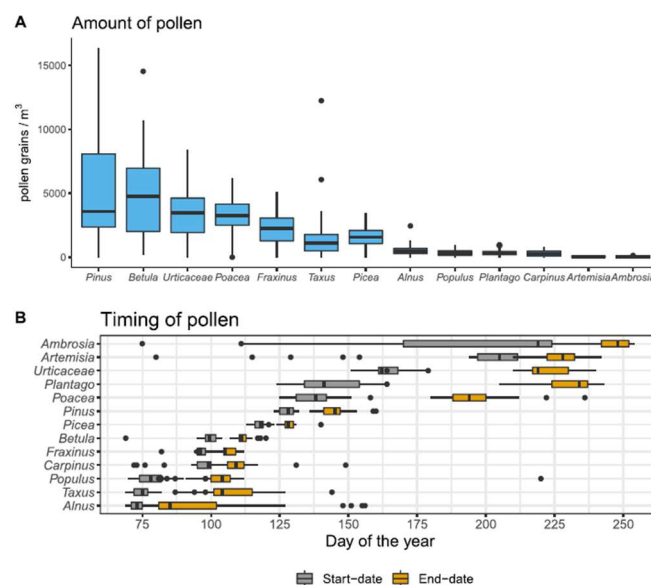 A
Amount of pollen
pollen grains / m³
15000
10000
5000
0
Pinus Betula Urticaceae Poacea Fraxinus Taxus Picea Alnus Populus Plantago Carpinus Artemisia Ambrosia
B
Timing of pollen
Ambrosia
Artemisia
Urticaceae
Plantago
Poacea
Pinus
Picea
Betula
Fraxinus
Carpinus
Populus
Taxus
Alnus
75 100 125 150 175 200 225 250
Day of the year
Start-date End-date